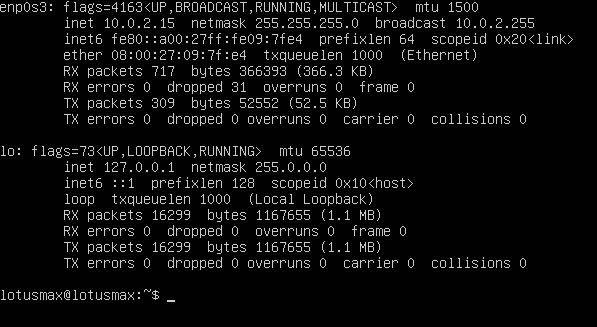 enp0s3: flags=4163<UP,BROADCAST,RUNNING,MULTICAST>  mtu 1500
        inet 10.0.2.15  netmask 255.255.255.0  broadcast 10.0.2.255
        inet6 fe80::a00:27ff:fe09:7fe4  prefixlen 64  scopeid 0x20<link>
        ether 08:00:27:09:7f:e4  txqueuelen 1000  (Ethernet)
        RX packets 717  bytes 366393 (366.3 KB)
        RX errors 0  dropped 31  overruns 0  frame 0
        TX packets 309  bytes 52552 (52.5 KB)
        TX errors 0  dropped 0 overruns 0  carrier 0  collisions 0

lo: flags=73<UP,LOOPBACK,RUNNING>  mtu 65536
        inet 127.0.0.1  netmask 255.0.0.0
        inet6 ::1  prefixlen 128  scopeid 0x10<host>
        loop  txqueuelen 1000  (Local Loopback)
        RX packets 16299  bytes 1167655 (1.1 MB)
        RX errors 0  dropped 0  overruns 0  frame 0
        TX packets 16299  bytes 1167655 (1.1 MB)
        TX errors 0  dropped 0 overruns 0  carrier 0  collisions 0

lotusmax@lotusmax:~$ _